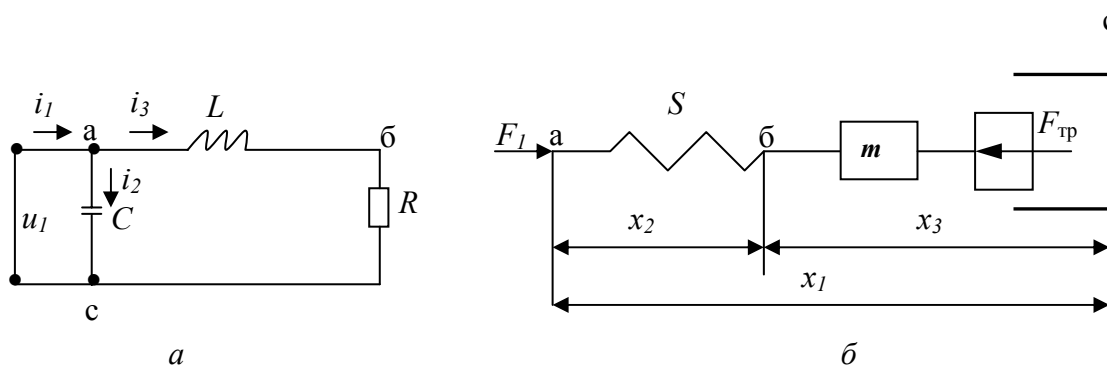 с
i1 i3 L
а б
S
F1 а б m Fтр
i2
u1 C R
x2 x3
с
x1
а б